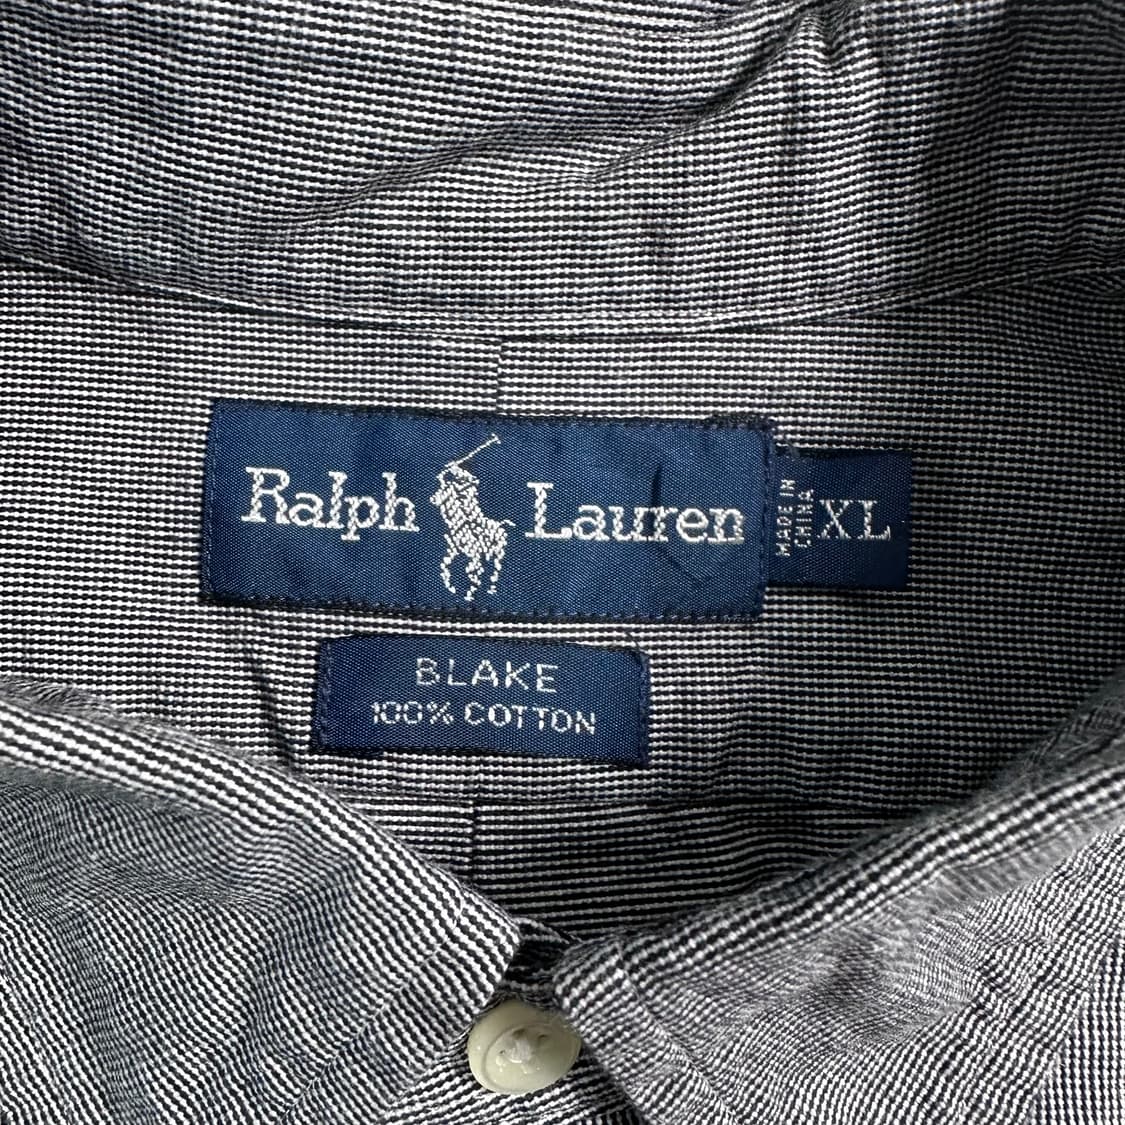 Ralph Lauren
MADE IN
CHINA
XL
BLAKE
100% COTTON